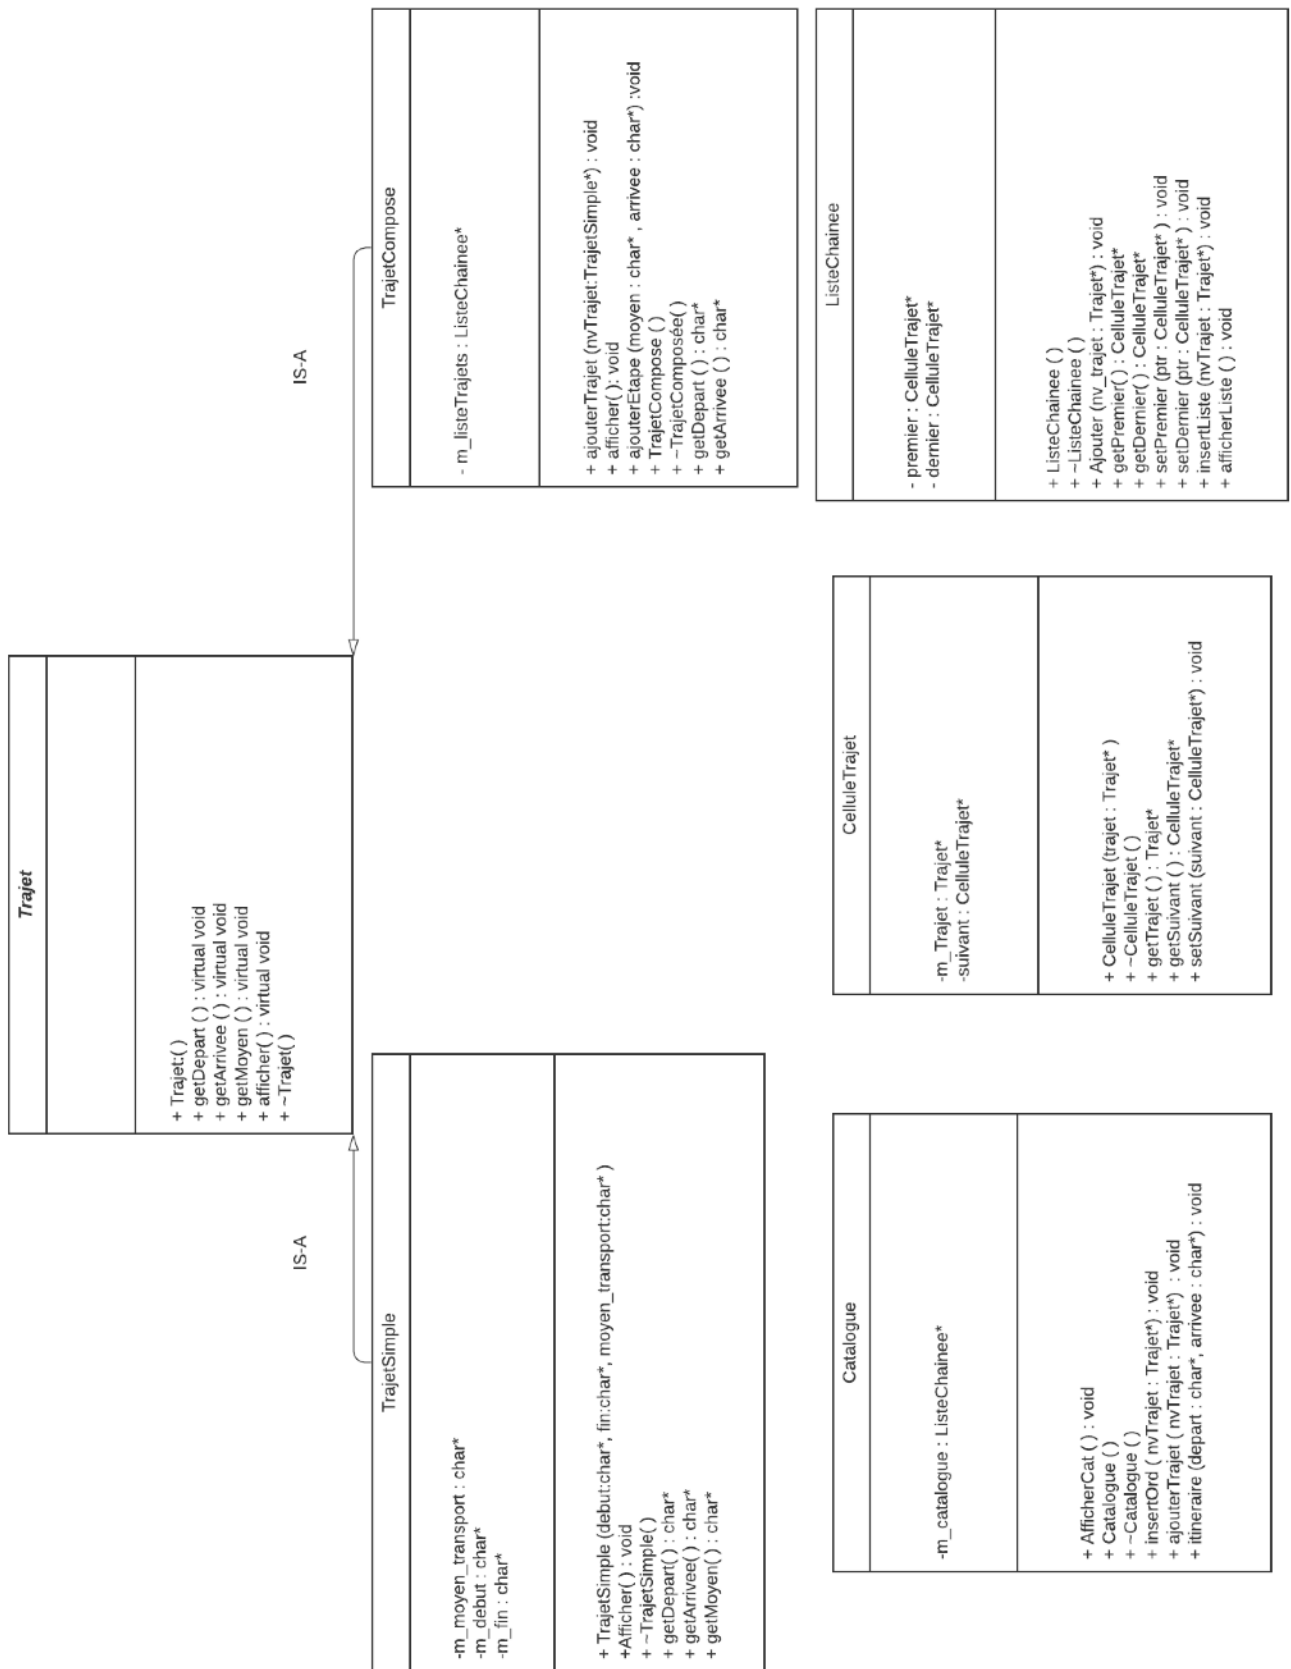 Trajet
+ Trajet:( )
+ getDepart ( ) : virtual void
+ getArrivee ( ) : virtual void
+ getMoyen ( ) : virtual void
+ afficher( ) : virtual void
+ ~Trajet( )
IS-A
IS-A
TrajetSimple
-m_moyen_transport : char*
-m_debut : char*
-m_fin : char*
+ TrajetSimple (debut:char*, fin:char*, moyen_transport:char* )
+Afficher( ) : void
+ ~TrajetSimple( )
+ getDepart( ) : char*
+ getArrivee( ) : char*
+ getMoyen( ) : char*
TrajetCompose
- m_listeTrajets : ListeChainee*
+ ajouterTrajet (nvTrajet:TrajetSimple*) : void
+ afficher( ): void
+ ajouterEtape (moyen : char* , arrivee : char*) :void
+ TrajetCompose ( )
+ ~TrajetComposée( )
+ getDepart ( ) : char*
+ getArrivee ( ) : char*
Catalogue
-m_catalogue : ListeChainee*
+ AfficherCat ( ) : void
+ Catalogue ( )
+ ~Catalogue ( )
+ insertOrd ( nvTrajet : Trajet*) : void
+ ajouterTrajet ( nvTrajet : Trajet*) : void
+ itineraire (depart : char*, arrivee : char*) : void
CelluleTrajet
-m_Trajet : Trajet*
-suivant : CelluleTrajet*
+ CelluleTrajet (trajet : Trajet* )
+ ~CelluleTrajet ( )
+ getTrajet ( ) : Trajet*
+ getSuivant ( ) : CelluleTrajet*
+ setSuivant (suivant : CelluleTrajet*) : void
ListeChainee
- premier : CelluleTrajet*
- dernier : CelluleTrajet*
+ ListeChainee ( )
+ ~ListeChainee ( )
+ Ajouter (nv_trajet : Trajet*) : void
+ getPremier( ) : CelluleTrajet*
+ getDernier( ) : CelluleTrajet*
+ setPremier (ptr : CelluleTrajet* ) : void
+ setDernier (ptr : CelluleTrajet* ) : void
+ insertListe (nvTrajet : Trajet*) : void
+ afficherListe ( ) : void